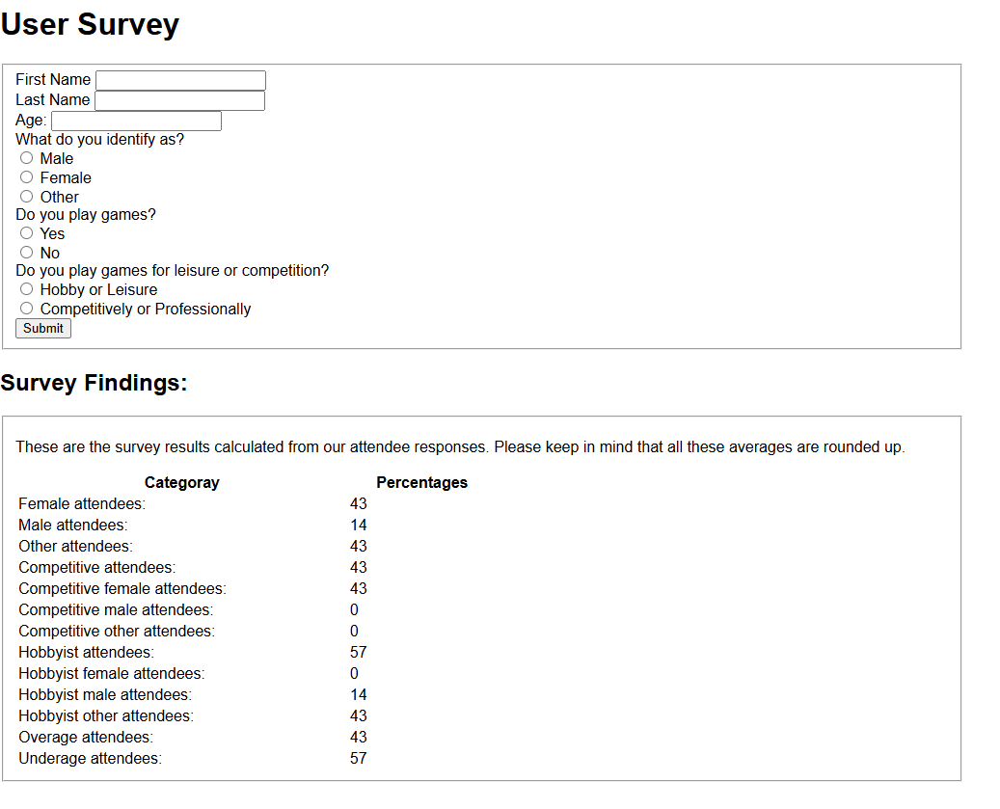 User Survey
First Name
Last Name
Age:
What do you identify as?
Male
Female
Other
Do you play games?
Yes
No
Do you play games for leisure or competition?
Hobby or Leisure
Competitively or Professionally
Submit
Survey Findings:
These are the survey results calculated from our attendee responses. Please keep in mind that all these averages are rounded up.
Categoray Percentages
Female attendees: 43
Male attendees: 14
Other attendees: 43
Competitive attendees: 43
Competitive female attendees: 43
Competitive male attendees: 0
Competitive other attendees: 0
Hobbyist attendees: 57
Hobbyist female attendees: 0
Hobbyist male attendees: 14
Hobbyist other attendees: 43
Overage attendees: 43
Underage attendees: 57